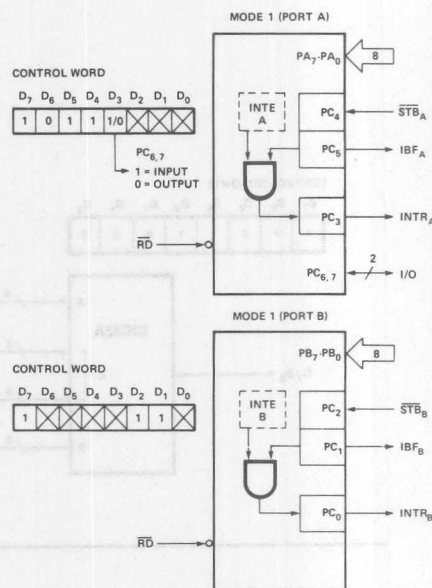 MODE 1 (PORT A)
PA7-PA0
8
CONTROL WORD
D7 D6 D5 D4 D3 D2 D1 D0
1 0 1 1 1/0
PC6,7
1 = INPUT
0 = OUTPUT
INTE
A
PC4
STBA
PC5
IBFA
PC3
INTRA
RD
PC6,7
2
I/O
MODE 1 (PORT B)
PB7-PB0
8
CONTROL WORD
D7 D6 D5 D4 D3 D2 D1 D0
1 1 1
INTE
B
PC2
STBB
PC1
IBFB
PC0
INTRB
RD